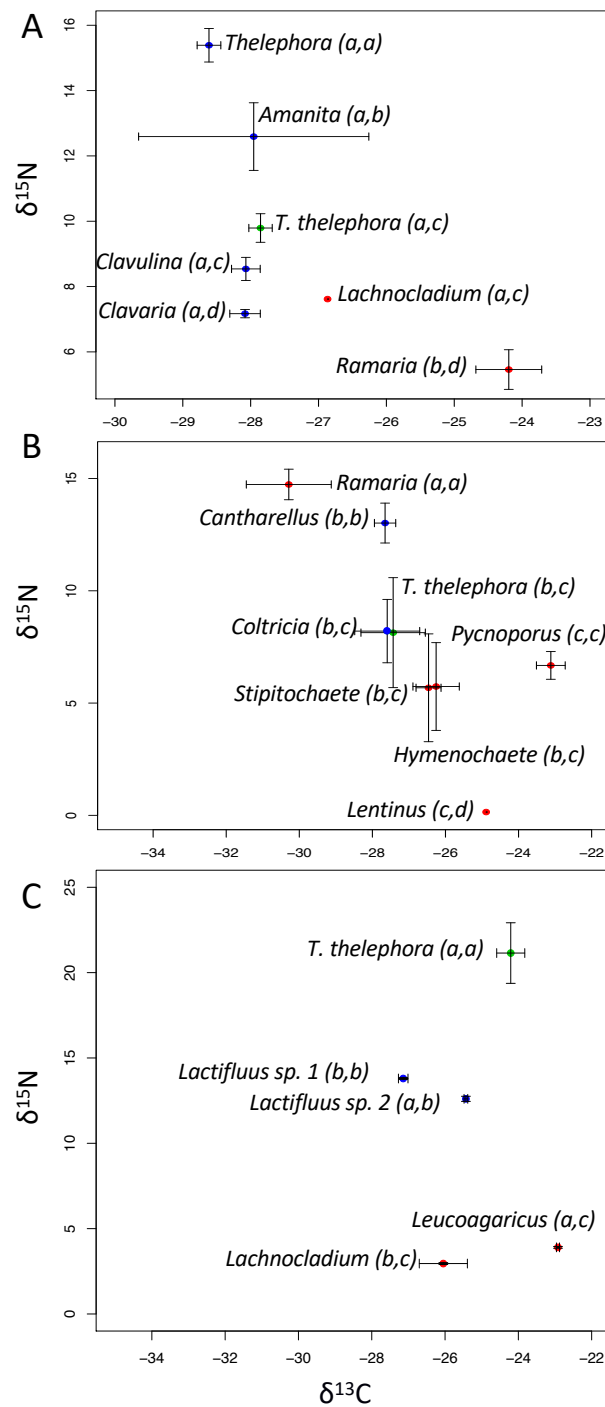 A
δ15N
16
14
12
10
8
6
Thelephora (a,a)
Amanita (a,b)
T. thelephora (a,c)
Clavulina (a,c)
Lachnocladium (a,c)
Clavaria (a,d)
Ramaria (b,d)
−30 −29 −28 −27 −26 −25 −24 −23
B
δ15N
15
10
5
0
Ramaria (a,a)
Cantharellus (b,b)
T. thelephora (b,c)
Coltricia (b,c)
Pycnoporus (c,c)
Stipitochaete (b,c)
Hymenochaete (b,c)
Lentinus (c,d)
−34 −32 −30 −28 −26 −24 −22
C
δ15N
25
20
15
10
5
0
T. thelephora (a,a)
Lactifluus sp. 1 (b,b)
Lactifluus sp. 2 (a,b)
Leucoagaricus (a,c)
Lachnocladium (b,c)
−34 −32 −30 −28 −26 −24 −22
δ13C